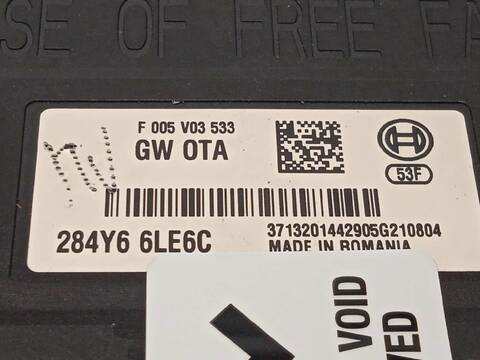 SE OF FREE FA
F 005 V03 533
GW OTA
53F
284Y6 6LE6C
3713201442905G210804
MADE IN ROMANIA
VOID
VED